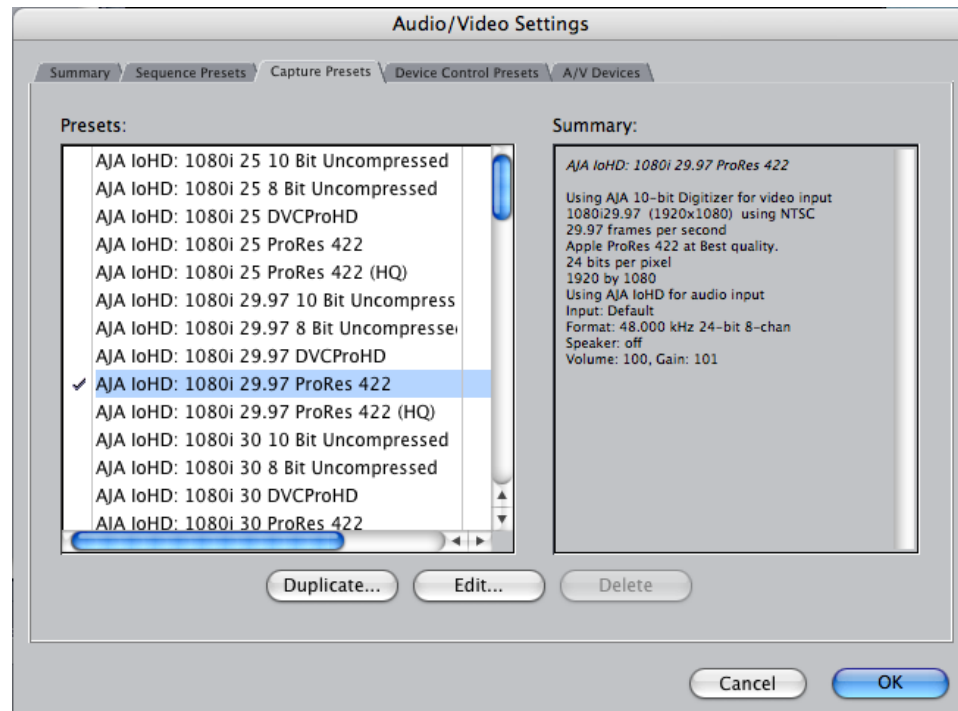 Audio/Video Settings
Summary
Sequence Presets
Capture Presets
Device Control Presets
A/V Devices
Presets:
AJA IoHD: 1080i 25 10 Bit Uncompressed
AJA IoHD: 1080i 25 8 Bit Uncompressed
AJA IoHD: 1080i 25 DVCProHD
AJA IoHD: 1080i 25 ProRes 422
AJA IoHD: 1080i 25 ProRes 422 (HQ)
AJA IoHD: 1080i 29.97 10 Bit Uncompress
AJA IoHD: 1080i 29.97 8 Bit Uncompresse
AJA IoHD: 1080i 29.97 DVCProHD
AJA IoHD: 1080i 29.97 ProRes 422
AJA IoHD: 1080i 29.97 ProRes 422 (HQ)
AJA IoHD: 1080i 30 10 Bit Uncompressed
AJA IoHD: 1080i 30 8 Bit Uncompressed
AJA IoHD: 1080i 30 DVCProHD
AJA IoHD: 1080i 30 ProRes 422
Summary:
AJA IoHD: 1080i 29.97 ProRes 422
Using AJA 10-bit Digitizer for video input
1080i29.97 (1920x1080) using NTSC
29.97 frames per second
Apple ProRes 422 at Best quality.
24 bits per pixel
1920 by 1080
Using AJA IoHD for audio input
Input: Default
Format: 48.000 kHz 24-bit 8-chan
Speaker: off
Volume: 100, Gain: 101
Duplicate...
Edit...
Delete
Cancel
OK